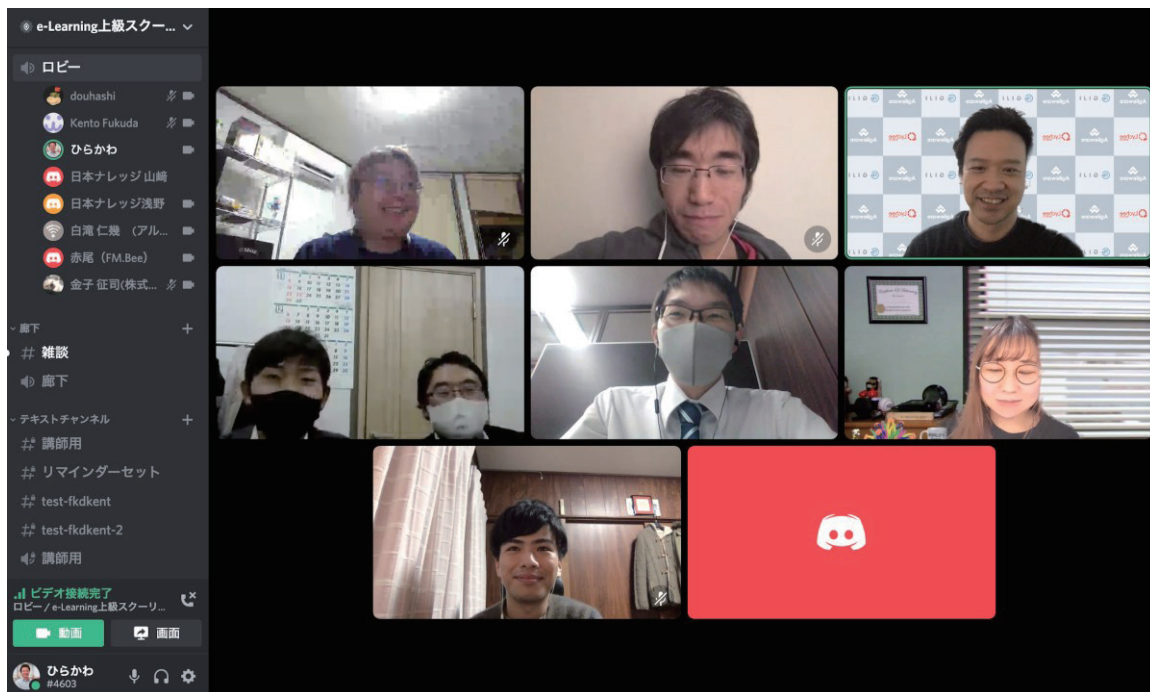 e-Learning上級スクー...
ロビー
douhashi
Kento Fukuda
ひらかわ
日本ナレッジ 山﨑
日本ナレッジ浅野
白滝 仁幾 （アル...
赤尾（FM.Bee）
金子 征司(株式...
廊下
雑談
廊下
テキストチャンネル
講師用
リマインダーセット
test-fkdkent
test-fkdkent-2
講師用
ビデオ接続完了
ロビー / e-Learning上級スクーリ...
動画
画面
ひらかわ
#4603